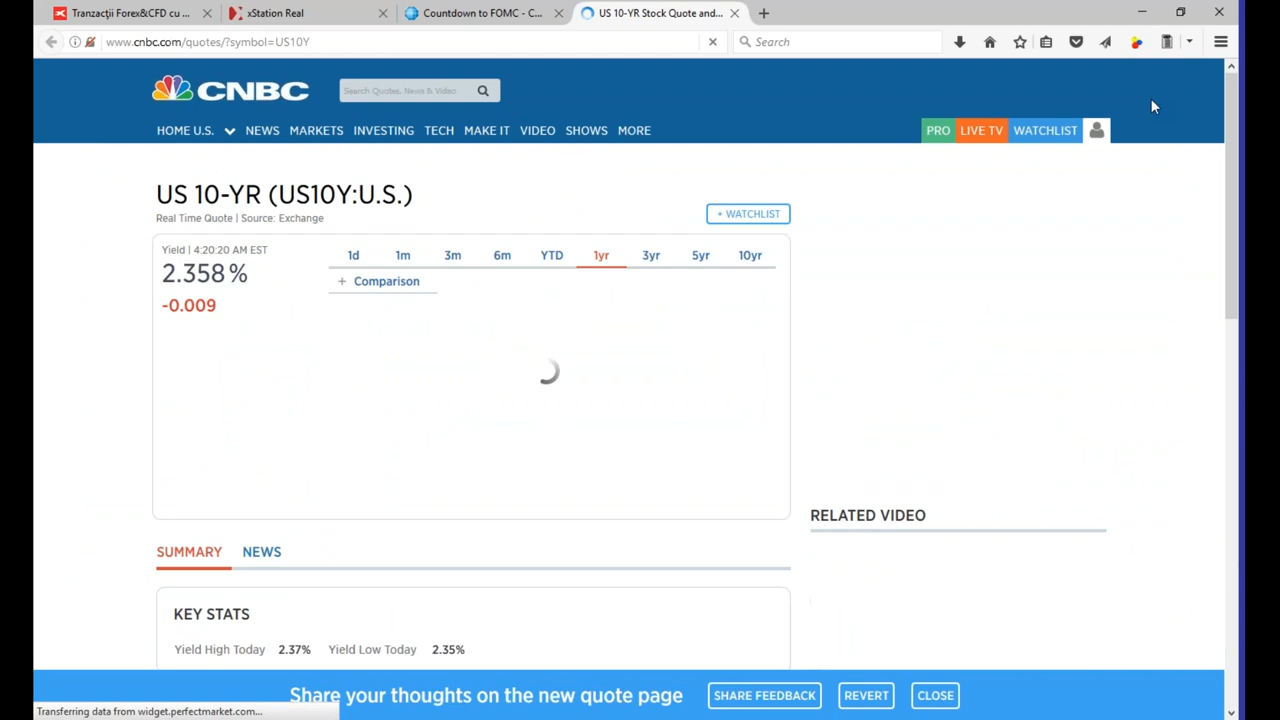 Tranzacţii Forex&CFD cu ...
xStation Real
Countdown to FOMC - C...
US 10-YR Stock Quote and...
www.cnbc.com/quotes/?symbol=US10Y
Search
CNBC
Search Quotes, News & Video
HOME U.S. NEWS MARKETS INVESTING TECH MAKE IT VIDEO SHOWS MORE
PRO LIVE TV WATCHLIST
US 10-YR (US10Y:U.S.)
Real Time Quote | Source: Exchange
+ WATCHLIST
Yield | 4:20:20 AM EST
2.358%
-0.009
1d 1m 3m 6m YTD 1yr 3yr 5yr 10yr
+ Comparison
RELATED VIDEO
SUMMARY NEWS
KEY STATS
Yield High Today 2.37% Yield Low Today 2.35%
Share your thoughts on the new quote page SHARE FEEDBACK REVERT CLOSE
Transferring data from widget.perfectmarket.com...